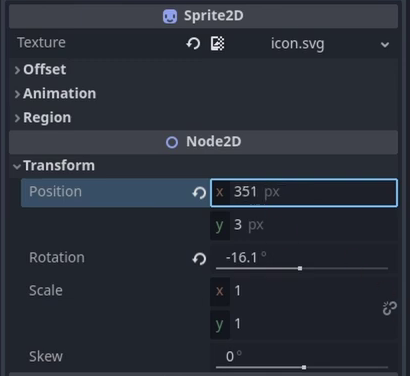 Sprite2D
Texture icon.svg
Offset
Animation
Region
Node2D
Transform
Position x 351 px
y 3 px
Rotation -16.1 °
Scale x 1
y 1
Skew 0 °